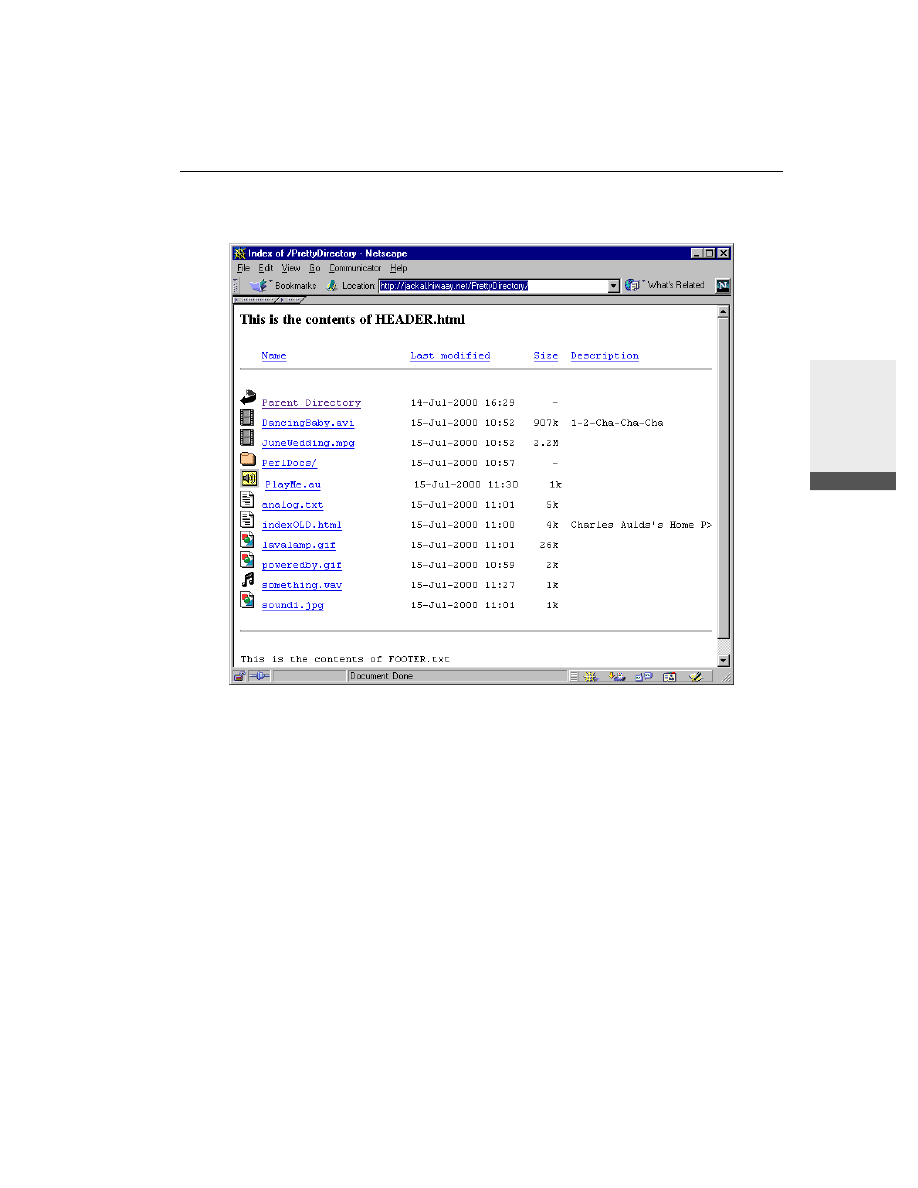 Index of /PrettyDirectory - Netscape
File Edit View Go Communicator Help
Bookmarks Location: http://jackal.hiwaay.net/PrettyDirectory/ What's Related N
This is the contents of HEADER.html
Name Last modified Size Description
Parent Directory 14-Jul-2000 16:29 -
DancingBaby.avi 15-Jul-2000 10:52 907k 1-2-Cha-Cha-Cha
JuneWedding.mpg 15-Jul-2000 10:52 2.2M
PerlDocs/ 15-Jul-2000 10:57 -
PlayMe.au 15-Jul-2000 11:30 1k
analog.txt 15-Jul-2000 11:01 5k
indexOLD.html 15-Jul-2000 11:00 4k Charles Aulds's Home P>
lavalamp.gif 15-Jul-2000 11:01 26k
poweredby.gif 15-Jul-2000 10:59 2k
something.wav 15-Jul-2000 11:27 1k
sound1.jpg 15-Jul-2000 11:01 1k
This is the contents of FOOTER.txt
Document Done